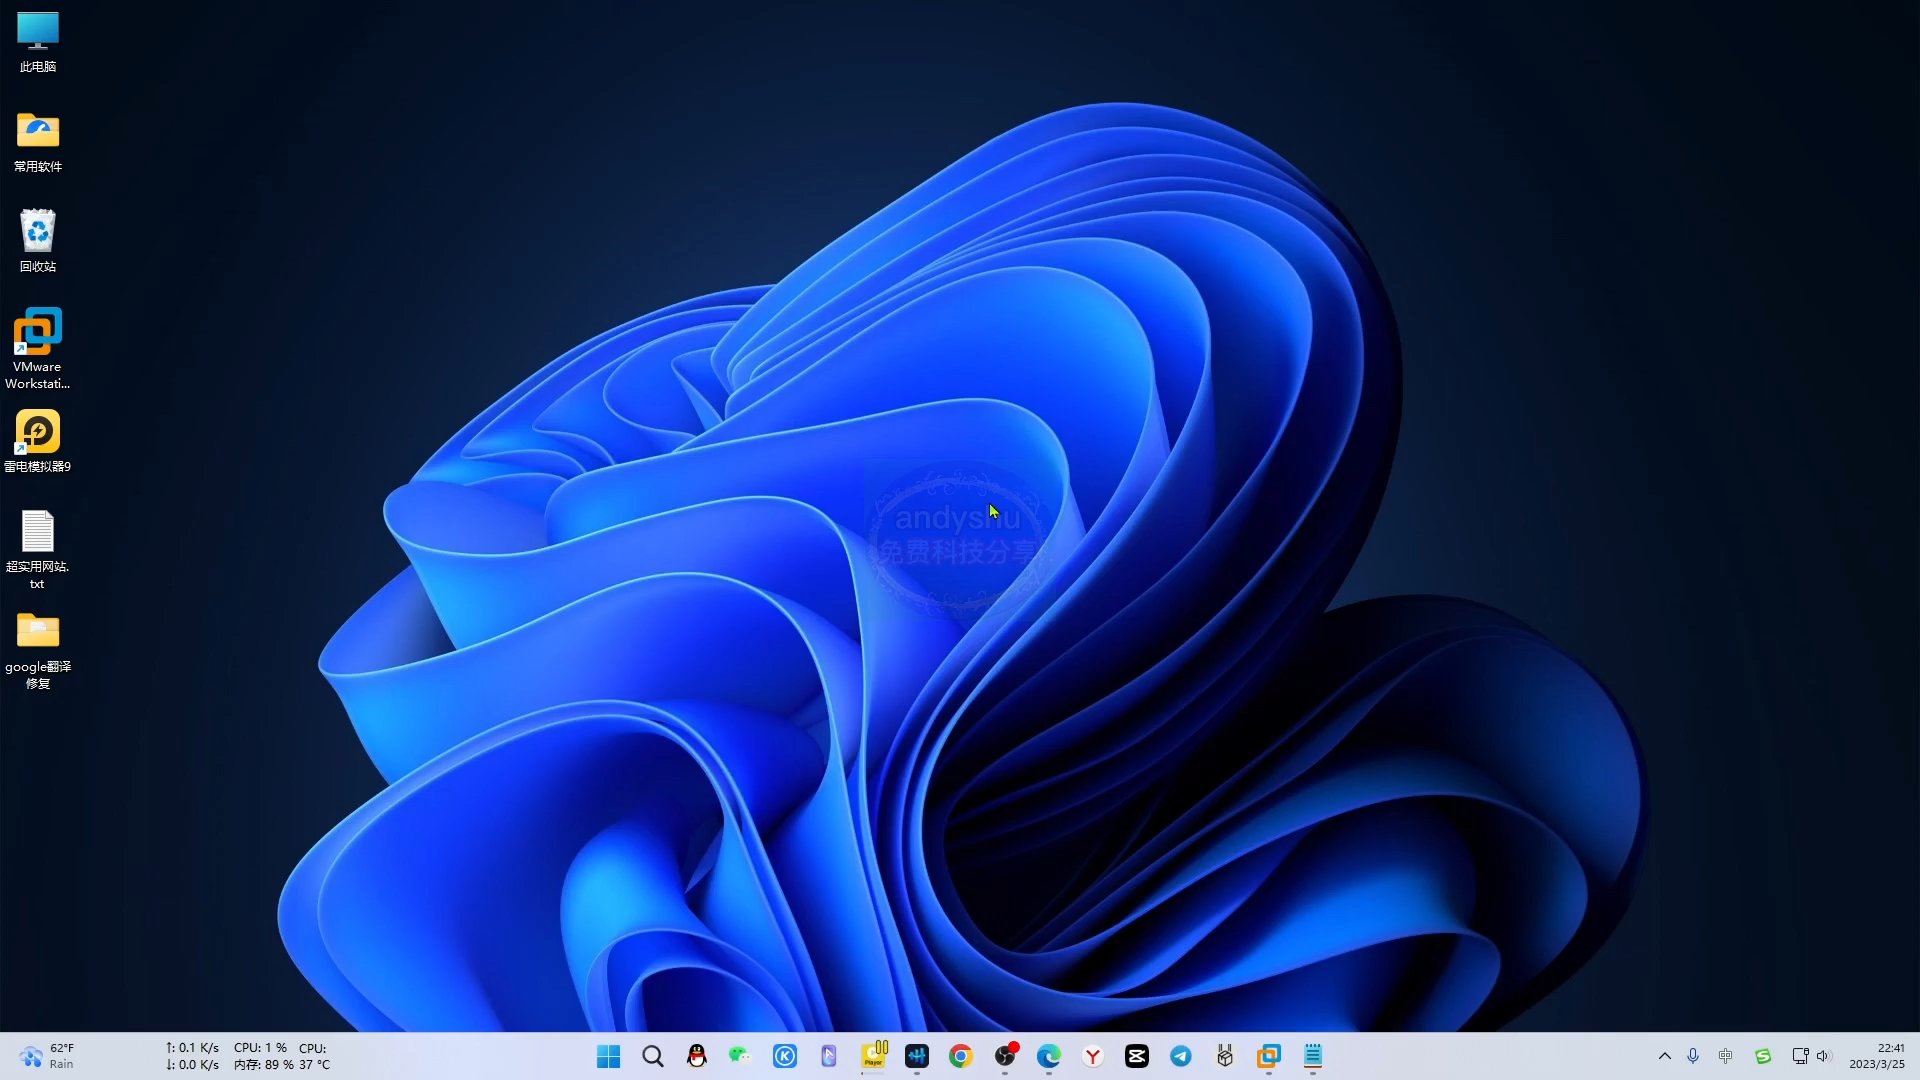 此电脑
常用软件
回收站
VMware
Workstati...
雷电模拟器9
超实用网站.
txt
google翻译
修复
andyshu
免费科技分享
62°F
Rain
↑: 0.1 K/s
↓: 0.0 K/s
CPU: 1 %
内存: 89 %
CPU:
37 °C
Player
中
22:41
2023/3/25